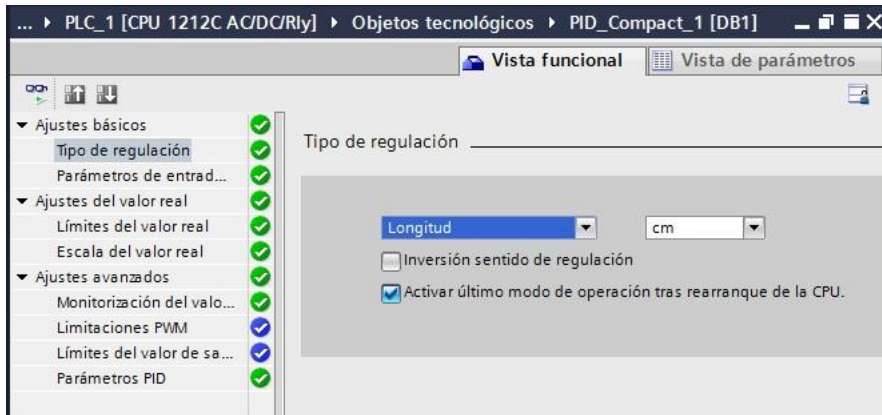 ... PLC_1 [CPU 1212C AC/DC/Rly] Objetos tecnológicos PID_Compact_1 [DB1]
Vista funcional Vista de parámetros
Ajustes básicos
Tipo de regulación
Parámetros de entrad...
Ajustes del valor real
Límites del valor real
Escala del valor real
Ajustes avanzados
Monitorización del valo...
Limitaciones PWM
Límites del valor de sa...
Parámetros PID
Tipo de regulación
Longitud cm
Inversión sentido de regulación
Activar último modo de operación tras rearranque de la CPU.